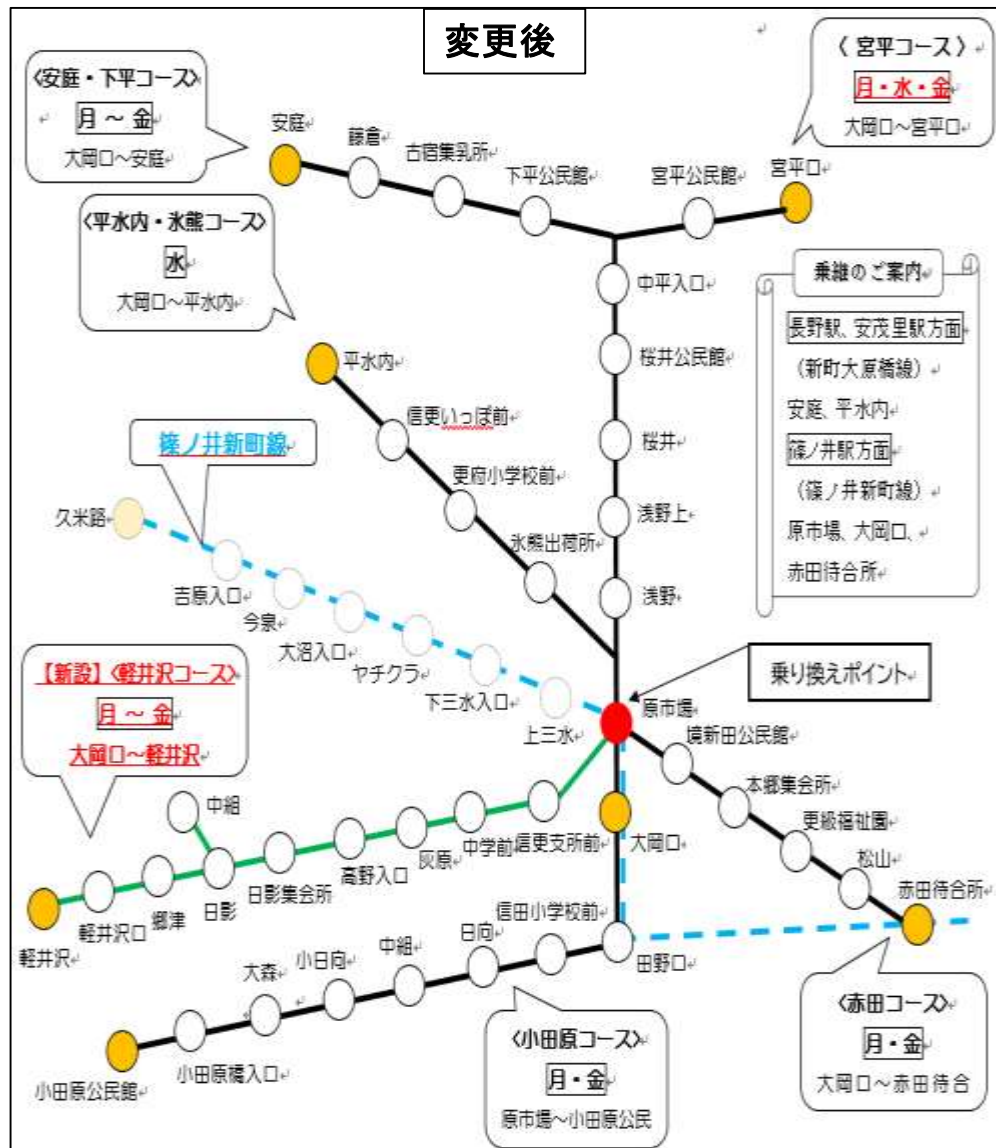 変更後
〈安庭・下平コース〉
月 ～ 金
大岡口～安庭
〈宮平コース〉
月・水・金
大岡口～宮平口
安庭
藤倉
古宿集乳所
下平公民館
宮平公民館
宮平口
〈平水内・氷熊コース〉
水
大岡口～平水内
中平入口
乗継のご案内
長野駅、安茂里駅方面
（新町大原橋線）
安庭、平水内
篠ノ井駅方面
（篠ノ井新町線）
原市場、大岡口、
赤田待合所
桜井公民館
平水内
信更いっぽ前
桜井
篠ノ井新町線
更府小学校前
久米路
浅野上
氷熊出荷所
吉原入口
浅野
今泉
大沼入口
ヤチクラ
下三水入口
上三水
乗り換えポイント
原市場
【新設】〈軽井沢コース〉
月 ～ 金
大岡口～軽井沢
境新田公民館
本郷集会所
更級福祉園
松山
赤田待合所
中組
大岡口
信更支所前
中学前
灰原
高野入口
日影集会所
日影
郷津
軽井沢口
軽井沢
信田小学校前
田野口
日向
中組
小日向
大森
小田原橋入口
小田原公民館
〈小田原コース〉
月・金
原市場～小田原公民
〈赤田コース〉
月・金
大岡口～赤田待合